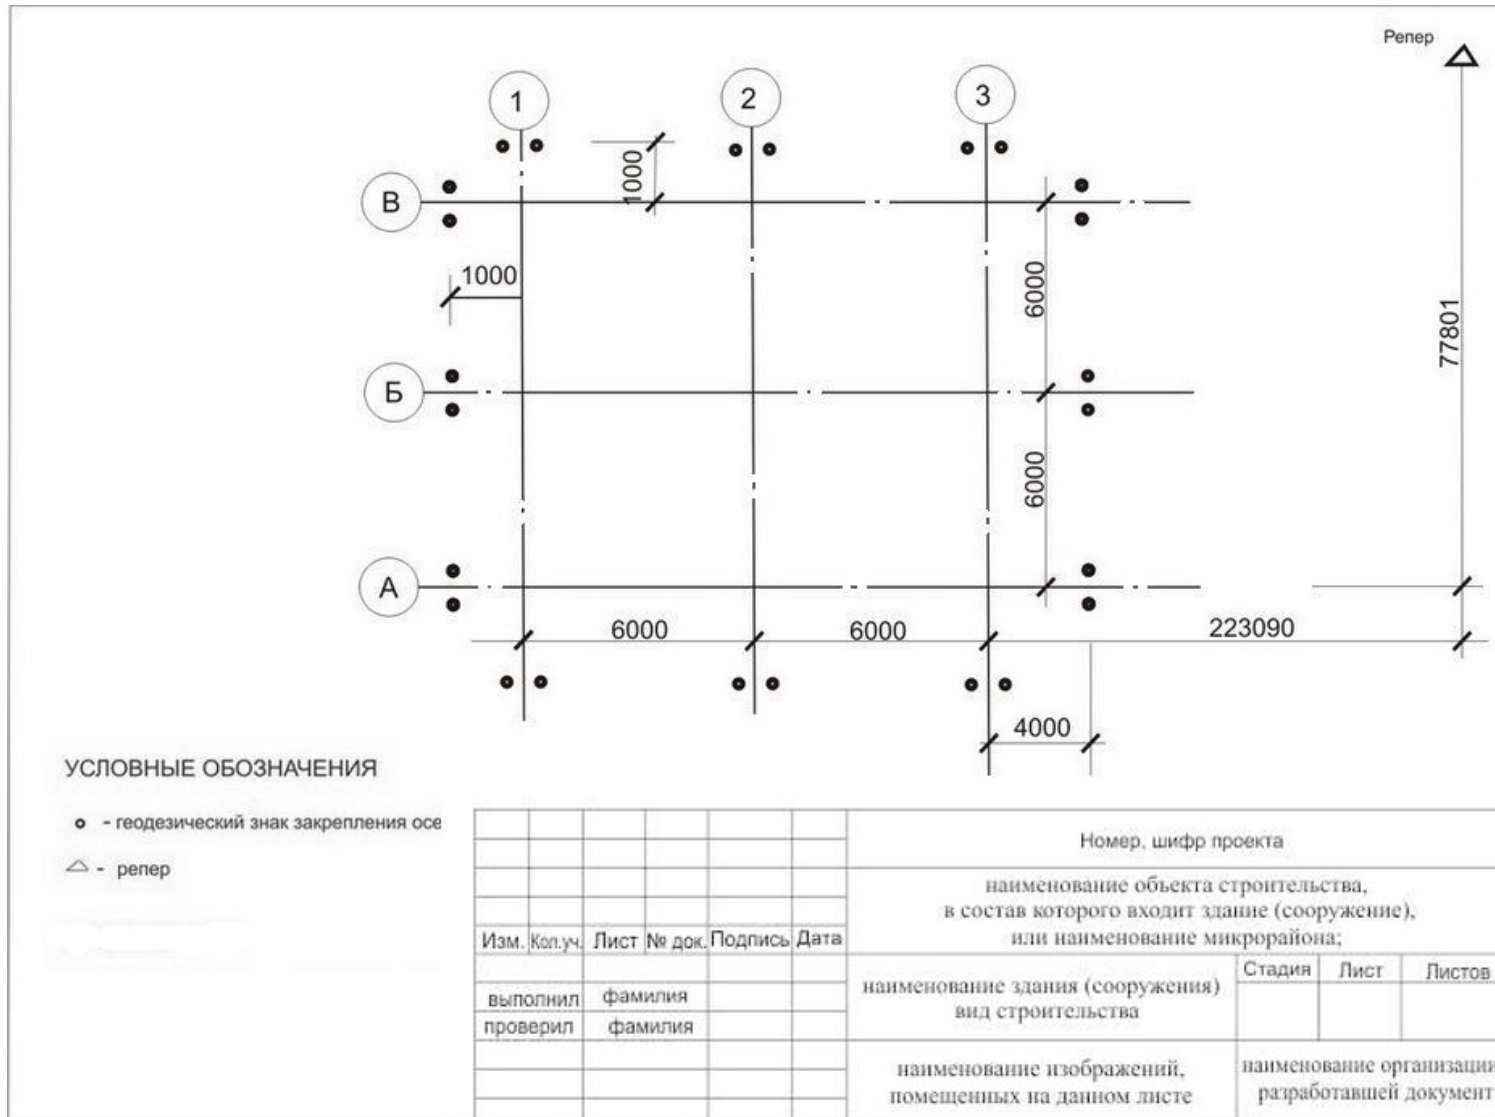 Репер
1
2
3
1000
В
1000
6000
77801
Б
6000
А
6000
6000
223090
4000
УСЛОВНЫЕ ОБОЗНАЧЕНИЯ
- геодезический знак закрепления осе
- репер
Номер, шифр проекта
наименование объекта строительства,
в состав которого входит здание (сооружение),
или наименование микрорайона;
Изм. Кол.уч. Лист № док. Подпись Дата
наименование здания (сооружения)
вид строительства
Стадия Лист Листов
выполнил фамилия
проверил фамилия
наименование изображений,
помещенных на данном листе
наименование организации
разработавшей документ